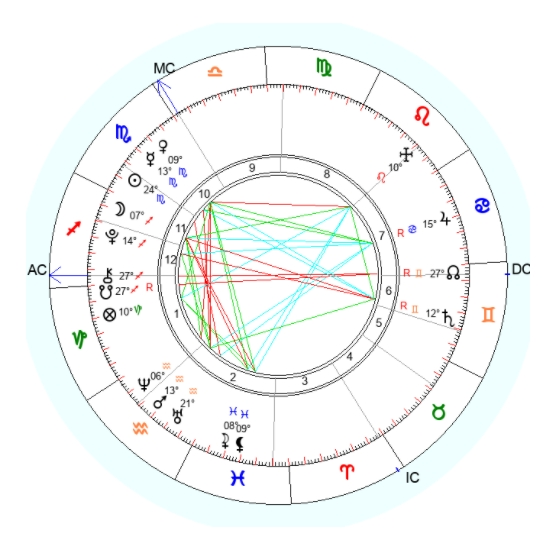 MC ♎ ♍
♏ ♌
☿ ♀ 09°
13° ♏ ♏
☉ 24° ♏
9 8
10° ♌
10
☽ 07° ♐
♐ ♇ 14° ♐
11
7 R ♋ 15° ♃
♋
12
AC ⚷ 27° ♐
6 R ♊ 27° ☊ DC
☋ 27° ♐ R
⊗ 10° ♑
1
R ♊ 12° ♄ ♊
5
♑
4
2 3
♆ 06° ♒
♂ 13° ♒
♅ 21° ♒
♒ ♉
♓ ♓
08° 09°
⚸
♓ ♈ IC